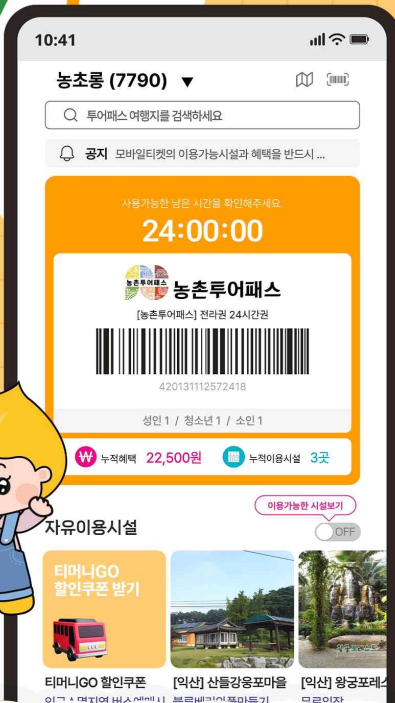 10:41
농초롱 (7790) ▼
투어패스 여행지를 검색하세요
공지 모바일티켓의 이용가능시설과 혜택을 반드시 ...
사용가능한 남은 시간을 확인해주세요.
24:00:00
농촌투어패스 농촌투어패스
[농촌투어패스] 전라권 24시간권
420131112572418
성인 1 / 청소년 1 / 소인 1
₩ 누적혜택 22,500원 누적이용시설 3곳
이용가능한 시설보기
자유이용시설 OFF
티머니GO
할인쿠폰 받기
티머니GO 할인쿠폰 [익산] 산들강웅포마을 [익산] 왕궁포레스
무료입장